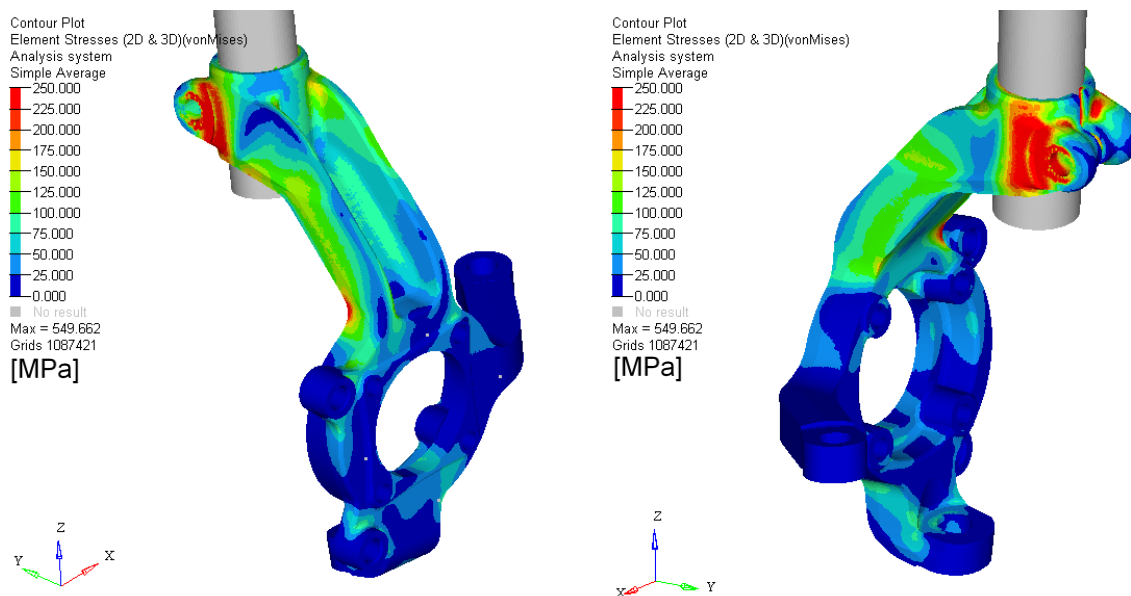 Contour Plot
Element Stresses (2D & 3D)(vonMises)
Analysis system
Simple Average
250.000
225.000
200.000
175.000
150.000
125.000
100.000
75.000
50.000
25.000
0.000
No result
Max = 549.662
Grids 1087421
[MPa]
Z
Y
X
Contour Plot
Element Stresses (2D & 3D)(vonMises)
Analysis system
Simple Average
250.000
225.000
200.000
175.000
150.000
125.000
100.000
75.000
50.000
25.000
0.000
No result
Max = 549.662
Grids 1087421
[MPa]
Z
X
Y